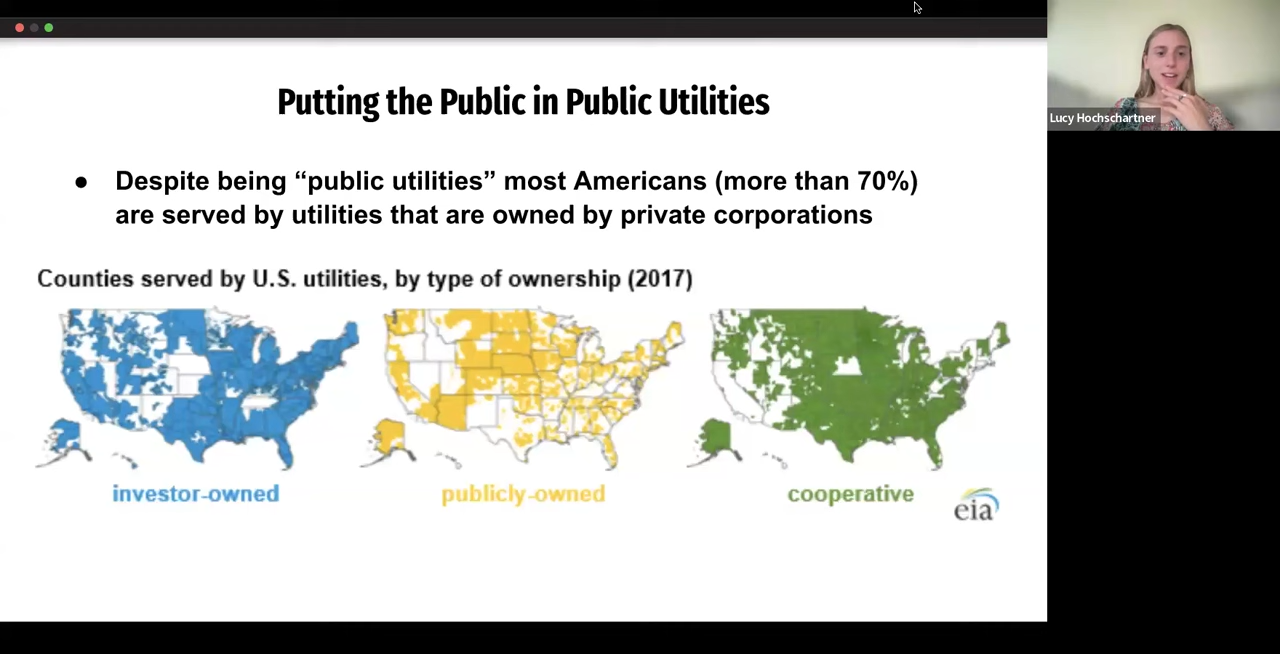 Putting the Public in Public Utilities
● Despite being “public utilities” most Americans (more than 70%)
are served by utilities that are owned by private corporations
Counties served by U.S. utilities, by type of ownership (2017)
investor-owned
publicly-owned
cooperative
eia
Lucy Hochschartner